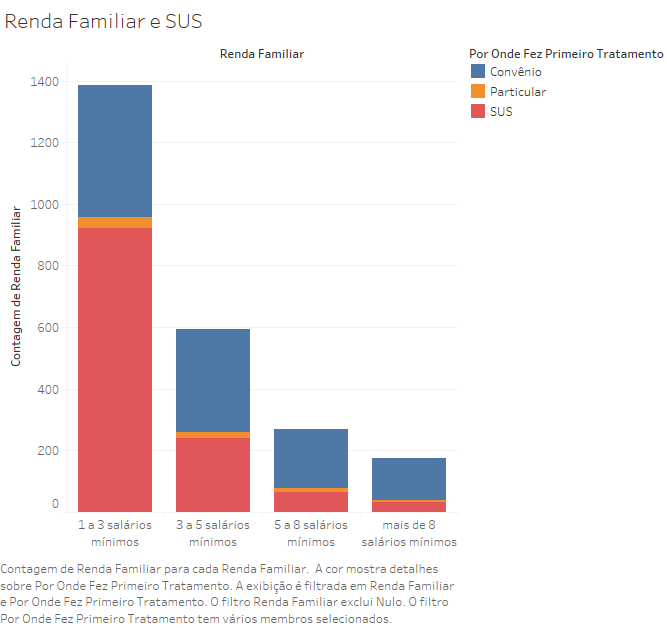 Renda Familiar e SUS
Renda Familiar
Por Onde Fez Primeiro Tratamento
Convênio
Particular
SUS
Contagem de Renda Familiar
1400
1200
1000
800
600
400
200
0
1 a 3 salários
mínimos
3 a 5 salários
mínimos
5 a 8 salários
mínimos
mais de 8
salários mínimos
Contagem de Renda Familiar para cada Renda Familiar.  A cor mostra detalhes
sobre Por Onde Fez Primeiro Tratamento. A exibição é filtrada em Renda Familiar
e Por Onde Fez Primeiro Tratamento. O filtro Renda Familiar exclui Nulo. O filtro
Por Onde Fez Primeiro Tratamento tem vários membros selecionados.